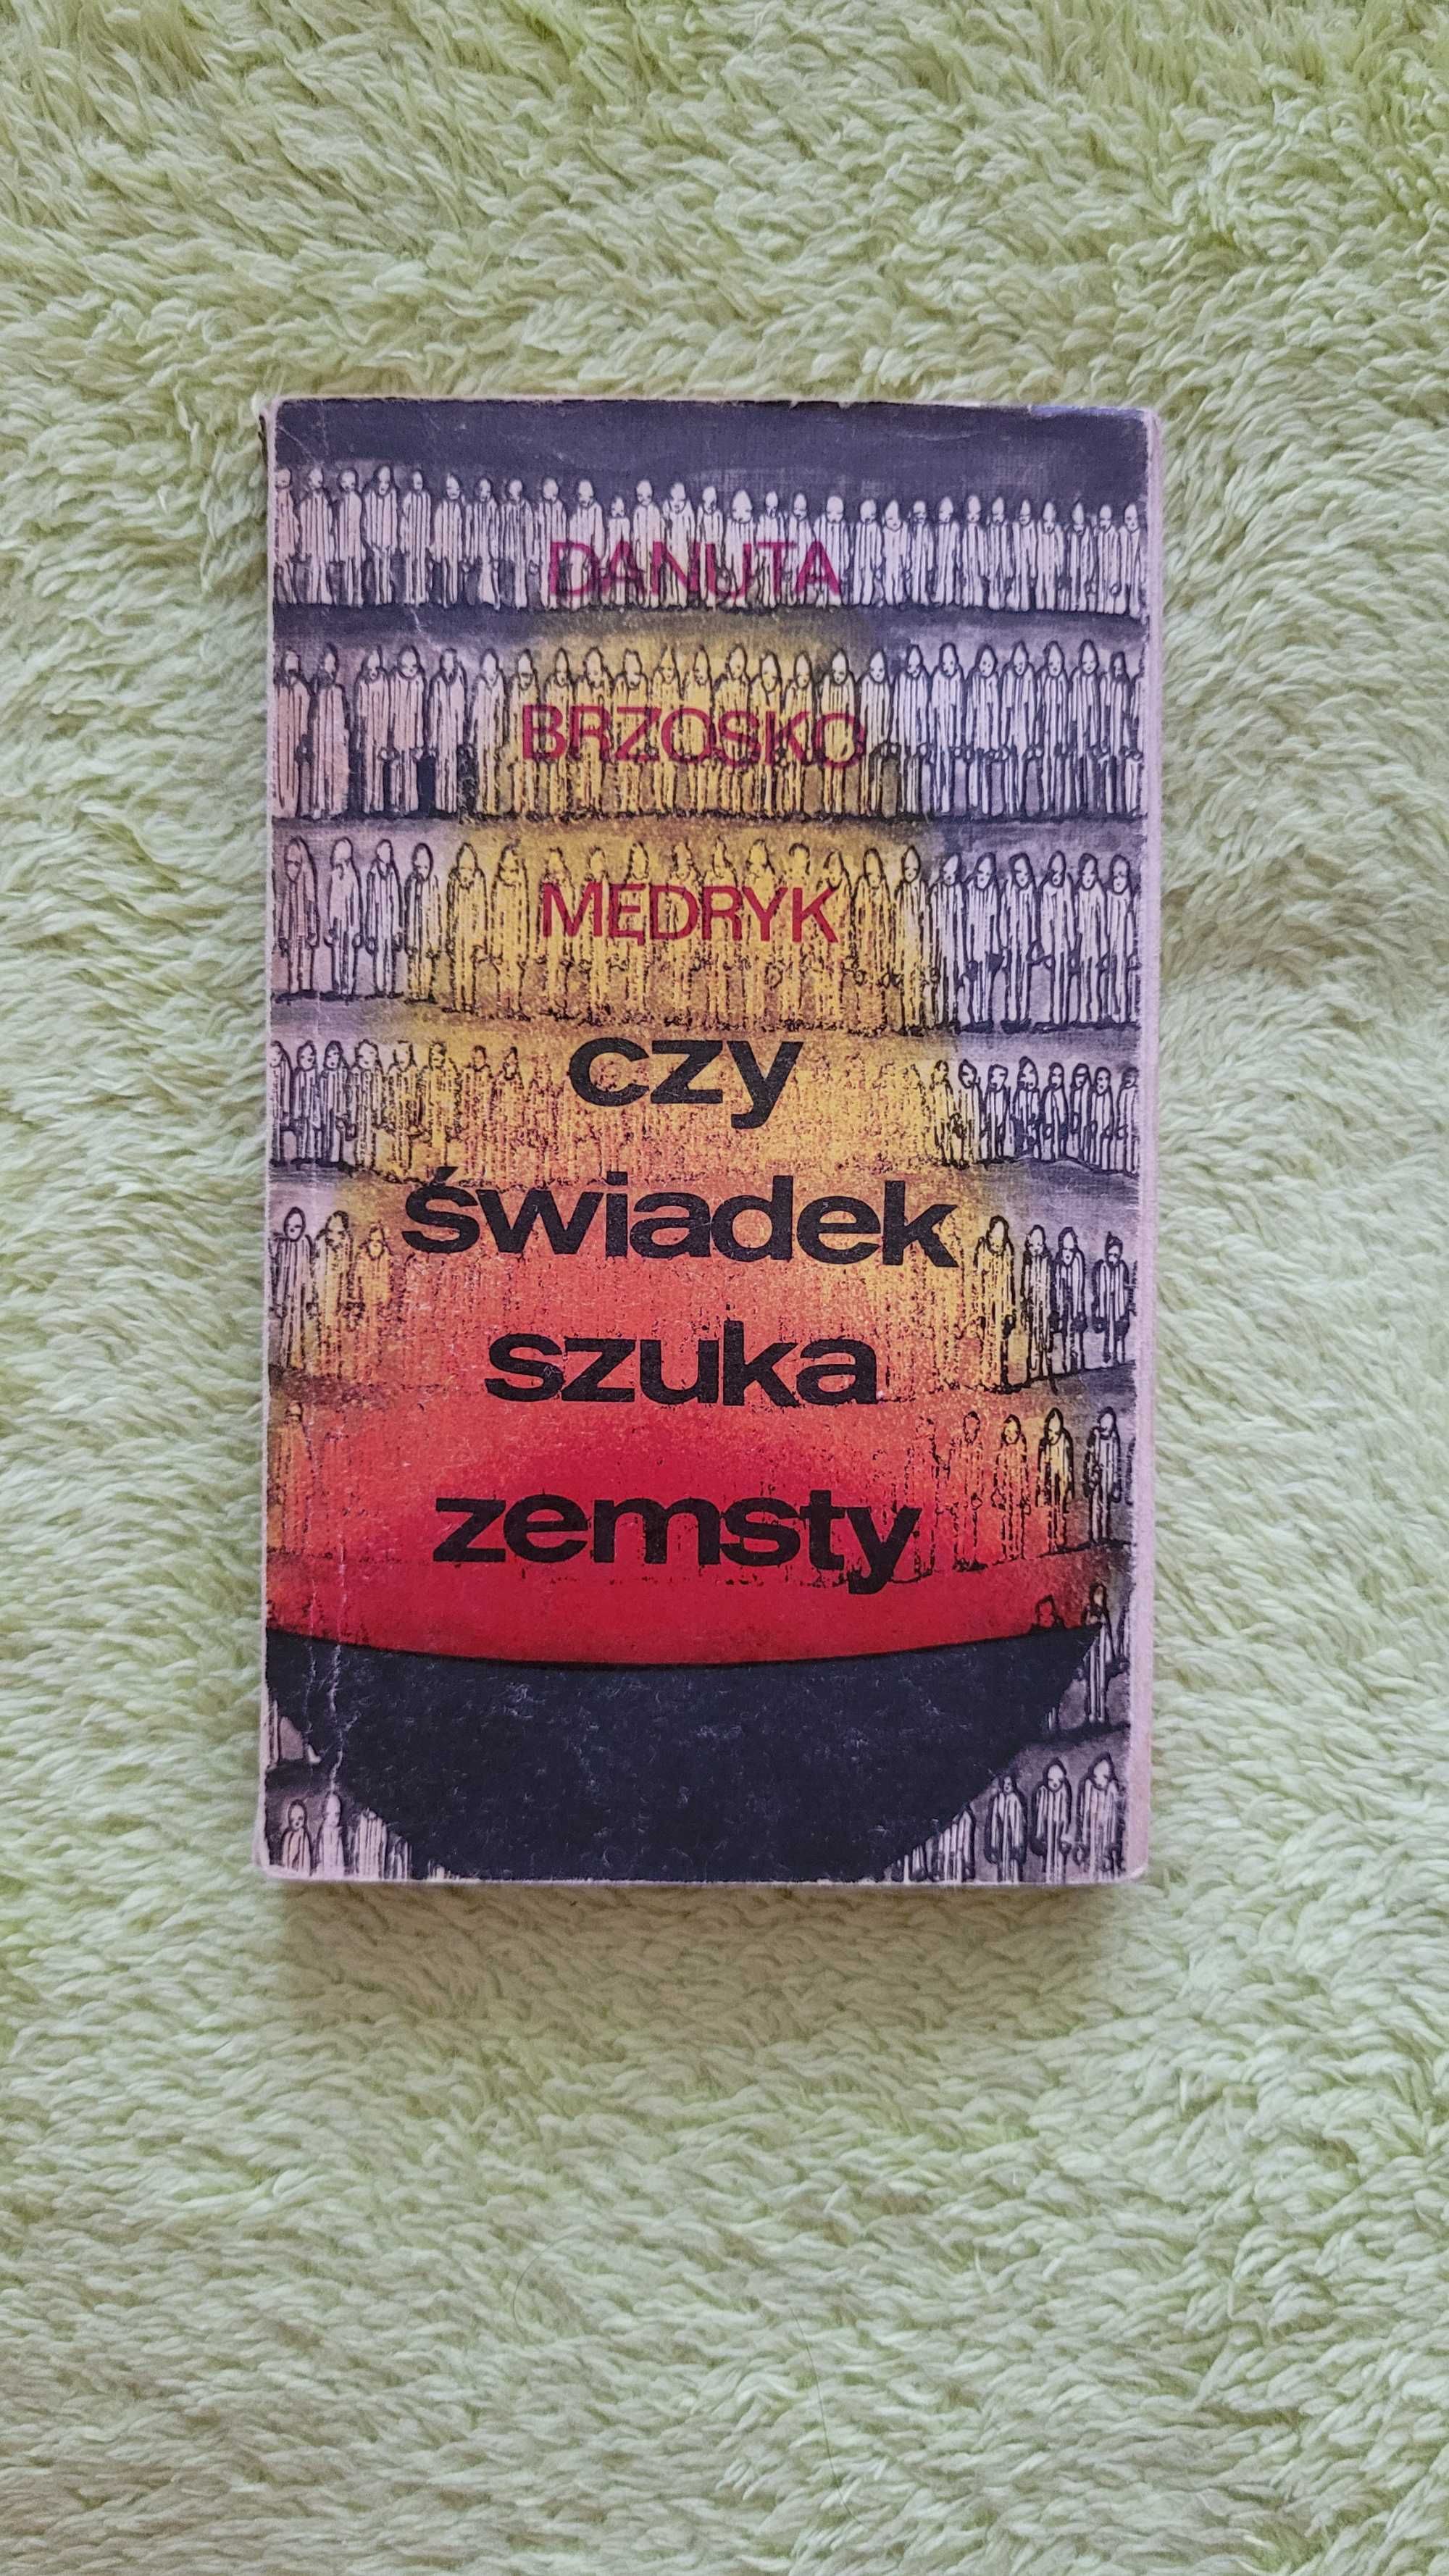 DANUTA
BRZOSKO
MĘDRYK
czy
świadek
szuka
zemsty